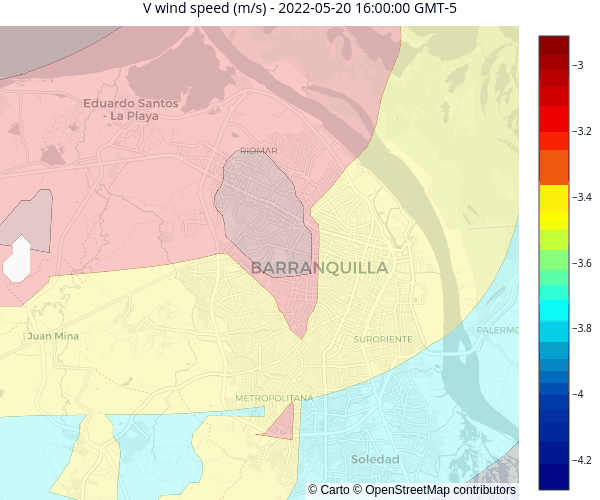 V wind speed (m/s) - 2022-05-20 16:00:00 GMT-5
Eduardo Santos
- La Playa
RIOMAR
BARRANQUILLA
Juan Mina
SURORIENTE
PALERMO
METROPOLITANA
Soledad
© Carto © OpenStreetMap contributors
−3
−3.2
−3.4
−3.6
−3.8
−4
−4.2